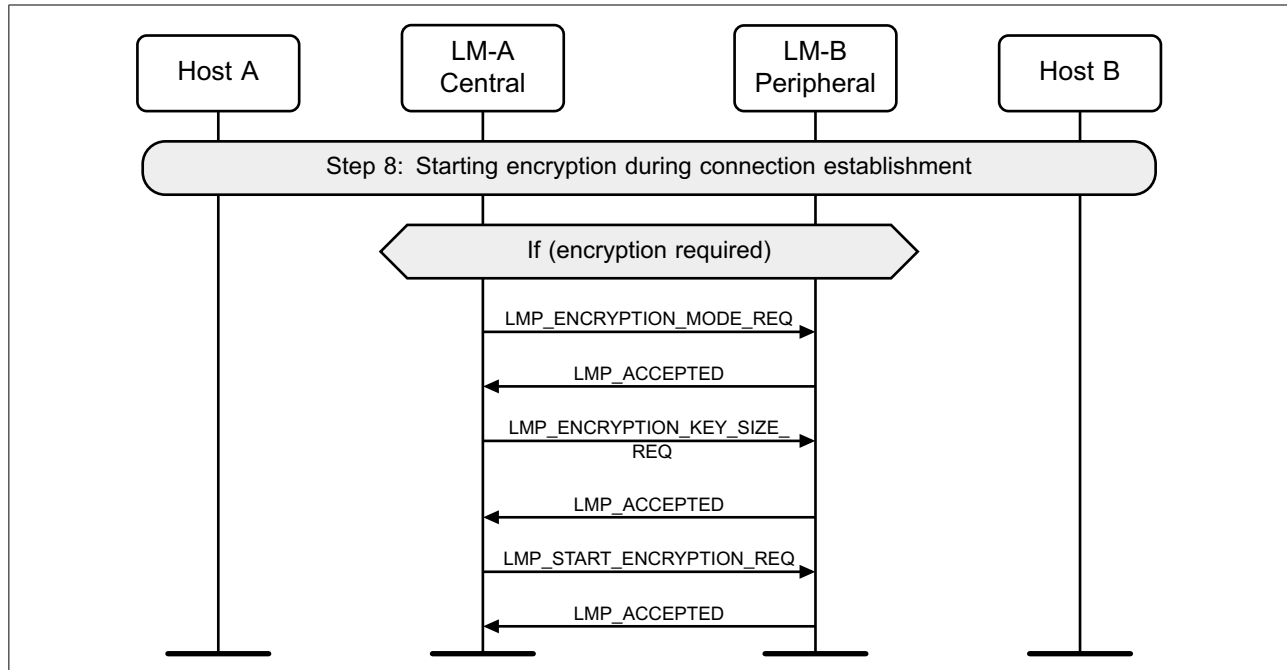 Host A
LM-A
Central
LM-B
Peripheral
Host B
Step 8: Starting encryption during connection establishment
If (encryption required)
LMP_ENCRYPTION_MODE_REQ
LMP_ACCEPTED
LMP_ENCRYPTION_KEY_SIZE_
REQ
LMP_ACCEPTED
LMP_START_ENCRYPTION_REQ
LMP_ACCEPTED